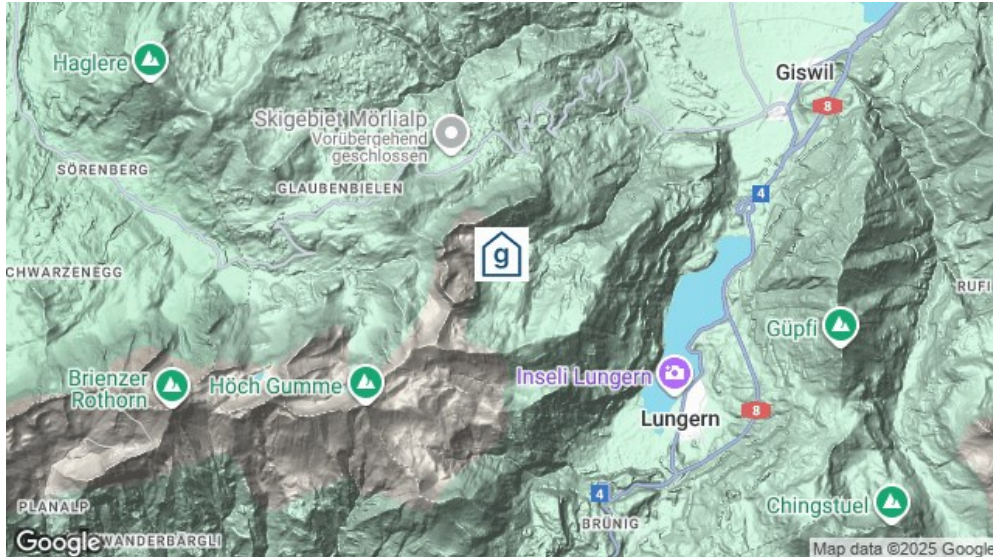 Haglere
Giswil
8
Skigebiet Mörlialp
Vorübergehend
geschlossen
SÖRENBERG
GLAUBENBIELEN
4
g
CHWARZENEGG
RUFI
Güpfi
Brienzer
Rothorn
Höch Gumme
Inseli Lungern
Lungern
8
4
Chingstuel
PLANALP
BRÜNIG
Google
WANDERBÄRGLI
Map data ©2025 Google